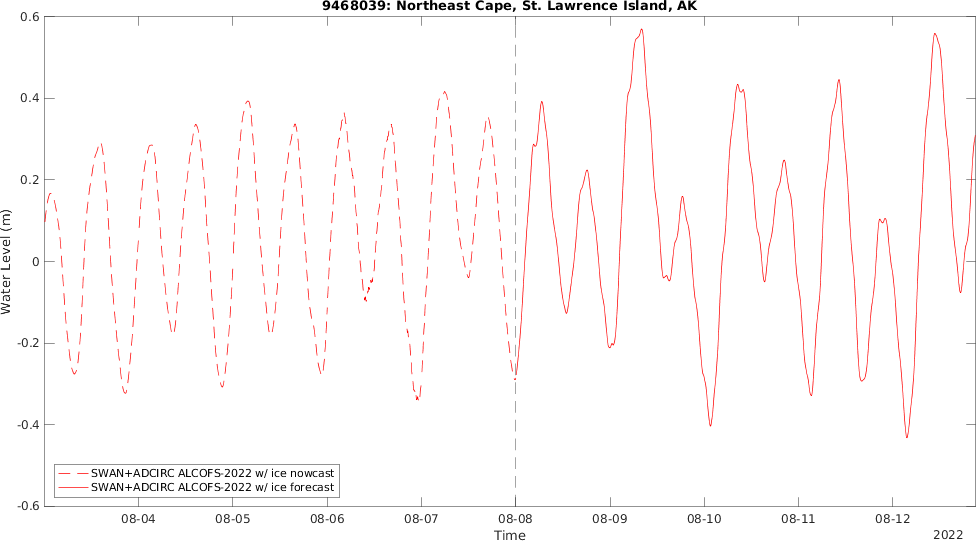 9468039: Northeast Cape, St. Lawrence Island, AK
Water Level (m)
0.6
0.4
0.2
0
-0.2
-0.4
-0.6
SWAN+ADCIRC ALCOFS-2022 w/ ice nowcast
SWAN+ADCIRC ALCOFS-2022 w/ ice forecast
08-04 08-05 08-06 08-07 08-08 08-09 08-10 08-11 08-12
Time
2022